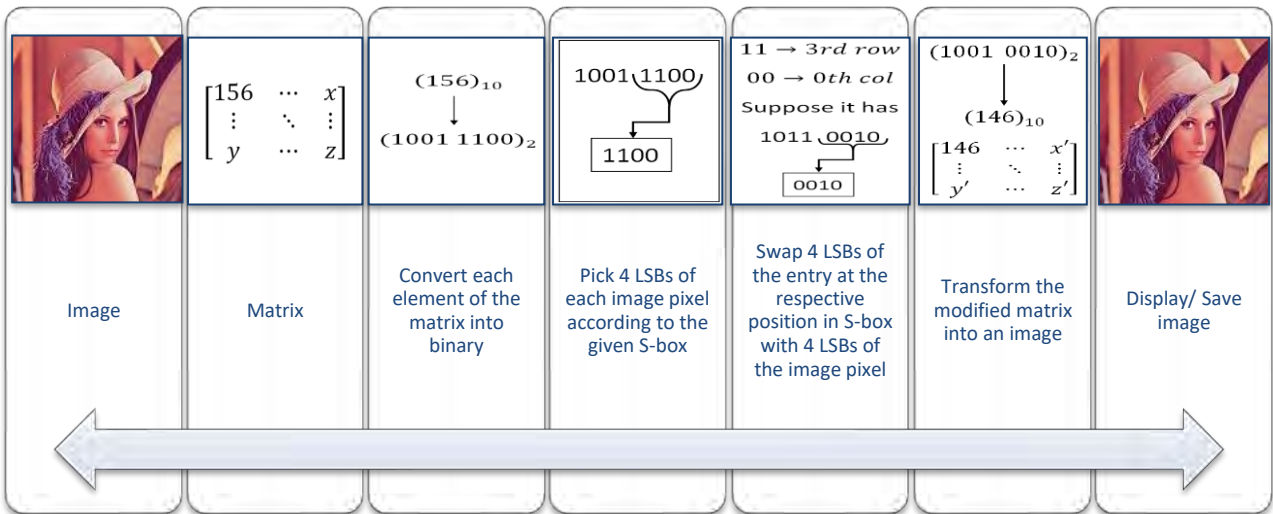 [156 ⋯ x]
[⋮ ⋱ ⋮]
[y ⋯ z]
(156)₁₀
(1001 1100)₂
1001 1100
1100
11 → 3rd row
00 → 0th col
Suppose it has
1011 0010
0010
(1001 0010)₂
(146)₁₀
[146 ⋯ x′]
[⋮ ⋱ ⋮]
[y′ ⋯ z′]
Image
Matrix
Convert each
element of the
matrix into
binary
Pick 4 LSBs of
each image pixel
according to the
given S-box
Swap 4 LSBs of
the entry at the
respective
position in S-box
with 4 LSBs of
the image pixel
Transform the
modified matrix
into an image
Display/ Save
image